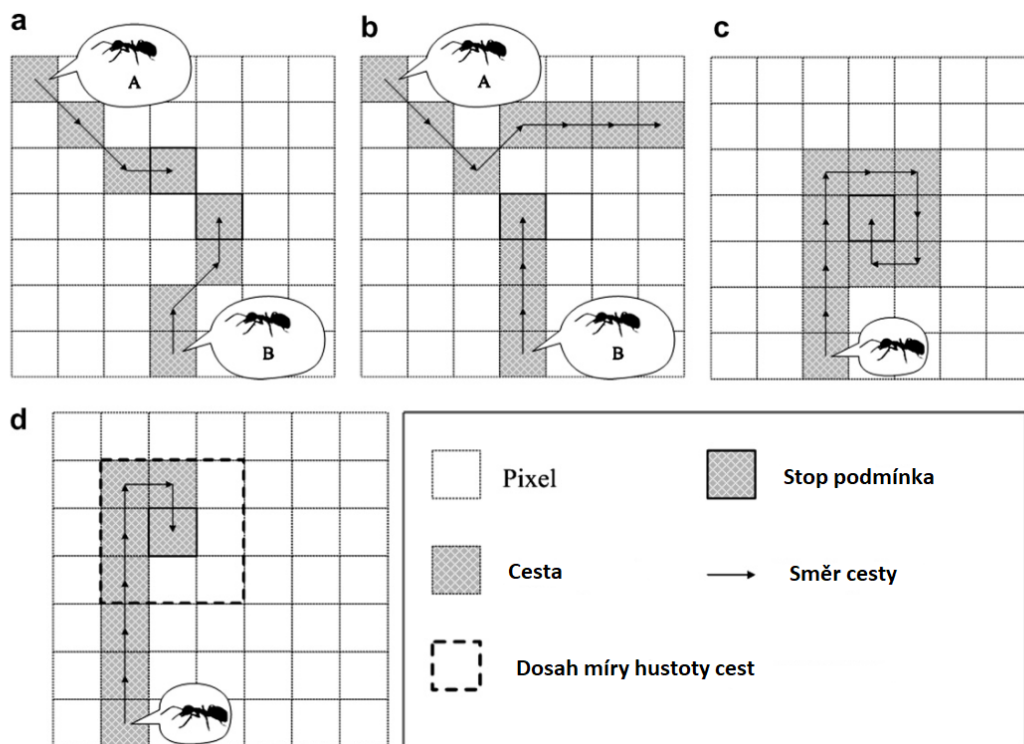 a
A
B
b
A
B
c
d
Pixel
Stop podmínka
Cesta
Směr cesty
Dosah míry hustoty cest